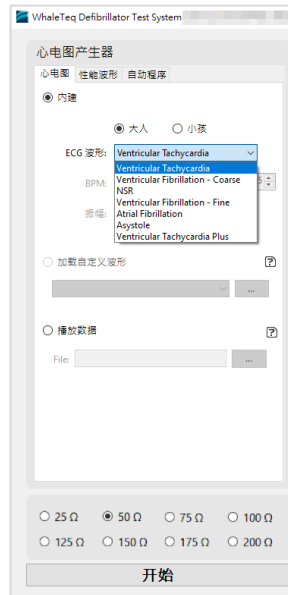 WhaleTeq Defibrillator Test System
心电图产生器
心电图 性能波形 自动程序
内建
大人 小孩
ECG 波形: Ventricular Tachycardia
Ventricular Tachycardia
BPM: Ventricular Fibrillation - Coarse
NSR
Ventricular Fibrillation - Fine
振幅: Atrial Fibrillation
Asystole
Ventricular Tachycardia Plus
加载自定义波形 ?
...
播放数据 ?
File: ...
25 Ω 50 Ω 75 Ω 100 Ω
125 Ω 150 Ω 175 Ω 200 Ω
开始